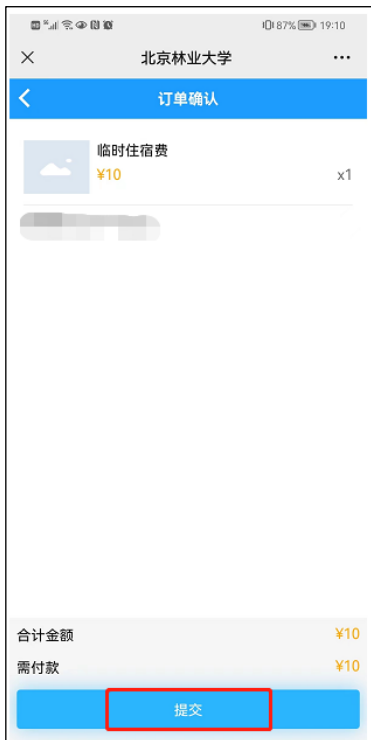 87% 19:10
北京林业大学
订单确认
临时住宿费
¥10 x1
合计金额 ¥10
需付款 ¥10
提交